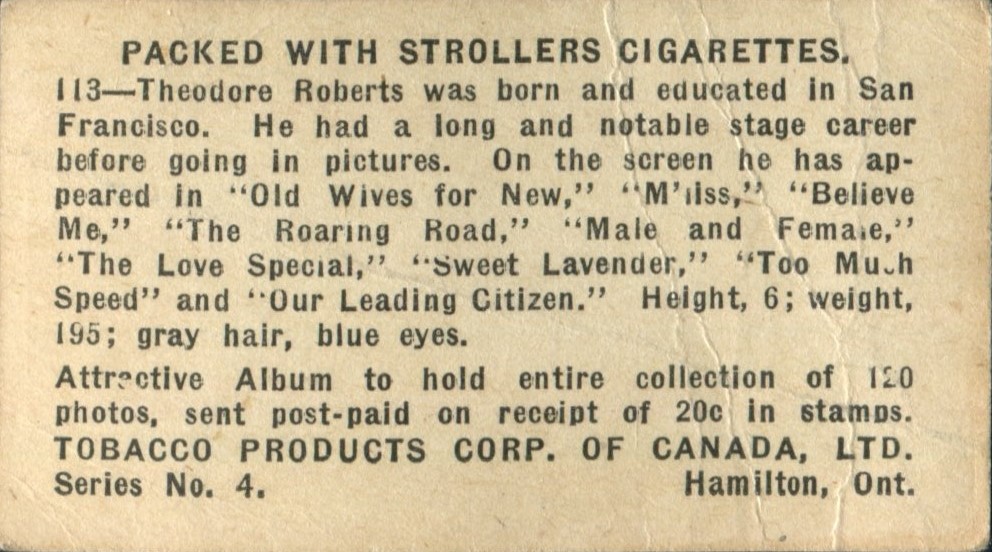 PACKED WITH STROLLERS CIGARETTES.
113—Theodore Roberts was born and educated in San
Francisco. He had a long and notable stage career
before going in pictures. On the screen he has ap-
peared in "Old Wives for New," "M'liss," "Believe
Me," "The Roaring Road," "Male and Female,"
"The Love Special," "Sweet Lavender," "Too Much
Speed" and "Our Leading Citizen." Height, 6; weight,
195; gray hair, blue eyes.
Attractive Album to hold entire collection of 120
photos, sent post-paid on receipt of 20c in stamps.
TOBACCO PRODUCTS CORP. OF CANADA, LTD.
Series No. 4. Hamilton, Ont.